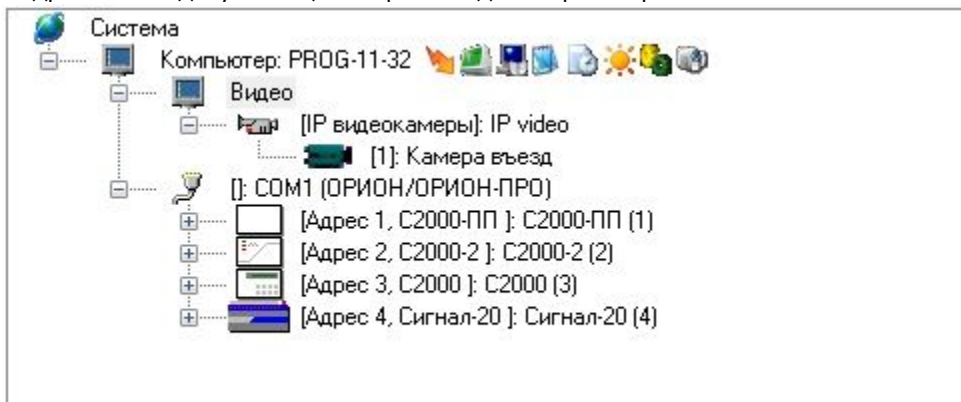 Система
Компьютер: PROG-11-32
Видео
[IP видеокамеры]: IP video
[1]: Камера въезд
[]: COM1 (ОРИОН/ОРИОН-ПРО)
[Адрес 1, С2000-ПП ]: С2000-ПП (1)
[Адрес 2, С2000-2 ]: С2000-2 (2)
[Адрес 3, С2000 ]: С2000 (3)
[Адрес 4, Сигнал-20 ]: Сигнал-20 (4)